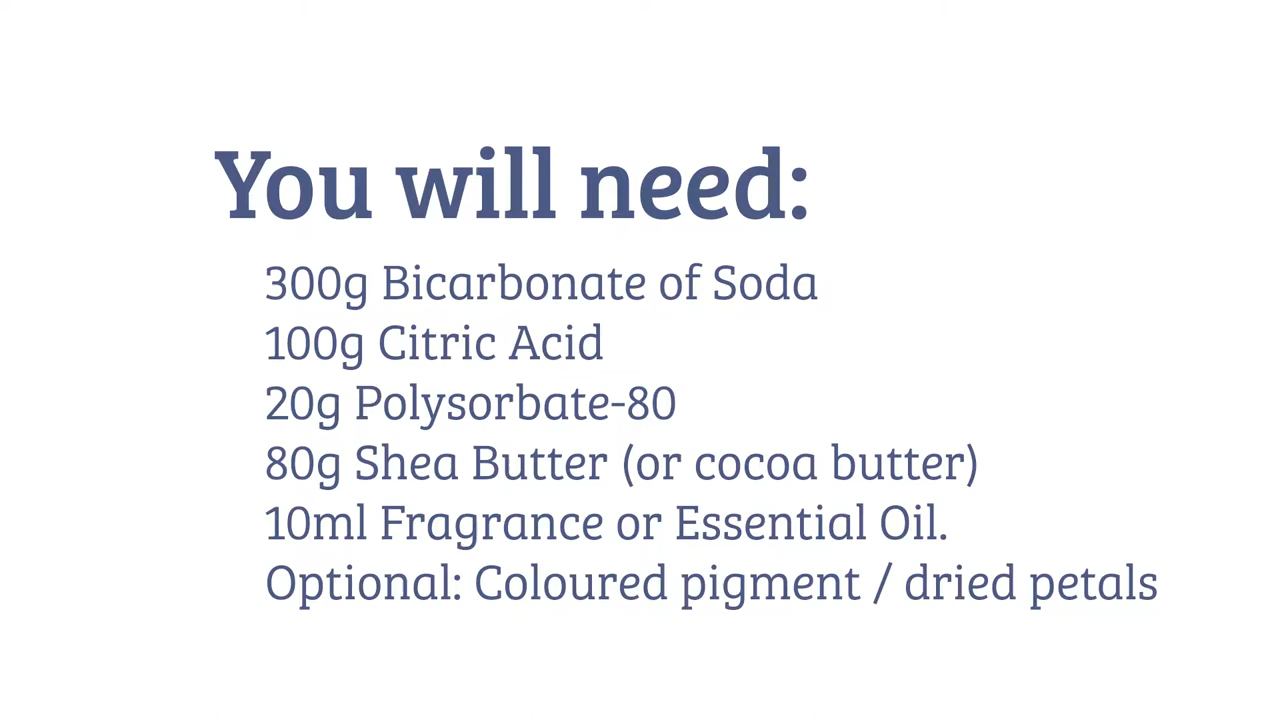 You will need:
300g Bicarbonate of Soda
100g Citric Acid
20g Polysorbate-80
80g Shea Butter (or cocoa butter)
10ml Fragrance or Essential Oil.
Optional: Coloured pigment / dried petals